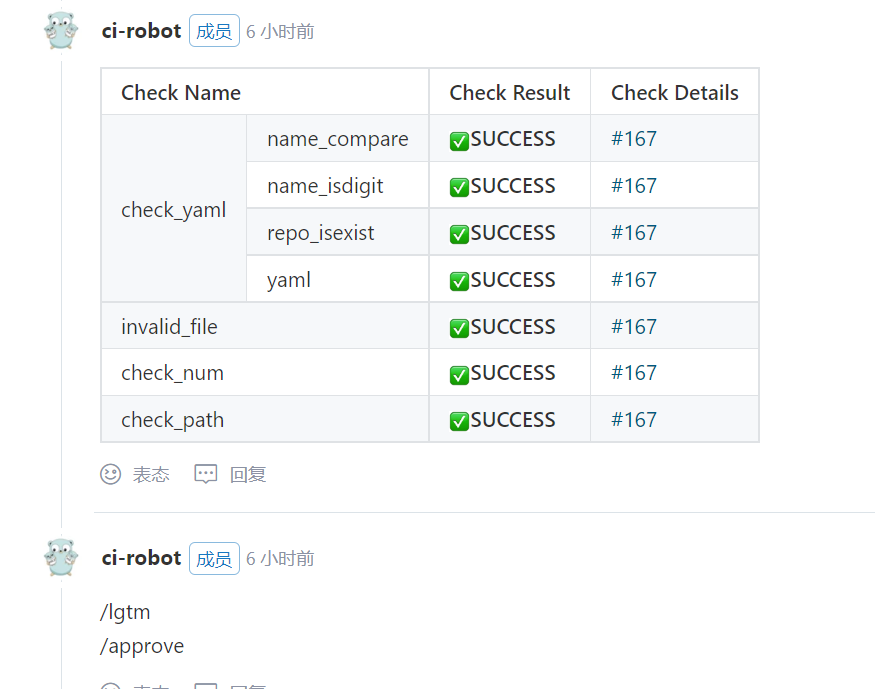 ci-robot 成员 6 小时前
Check Name Check Result Check Details
check_yaml name_compare ✅SUCCESS #167
name_isdigit ✅SUCCESS #167
repo_isexist ✅SUCCESS #167
yaml ✅SUCCESS #167
invalid_file ✅SUCCESS #167
check_num ✅SUCCESS #167
check_path ✅SUCCESS #167
表态 回复
ci-robot 成员 6 小时前
/lgtm
/approve